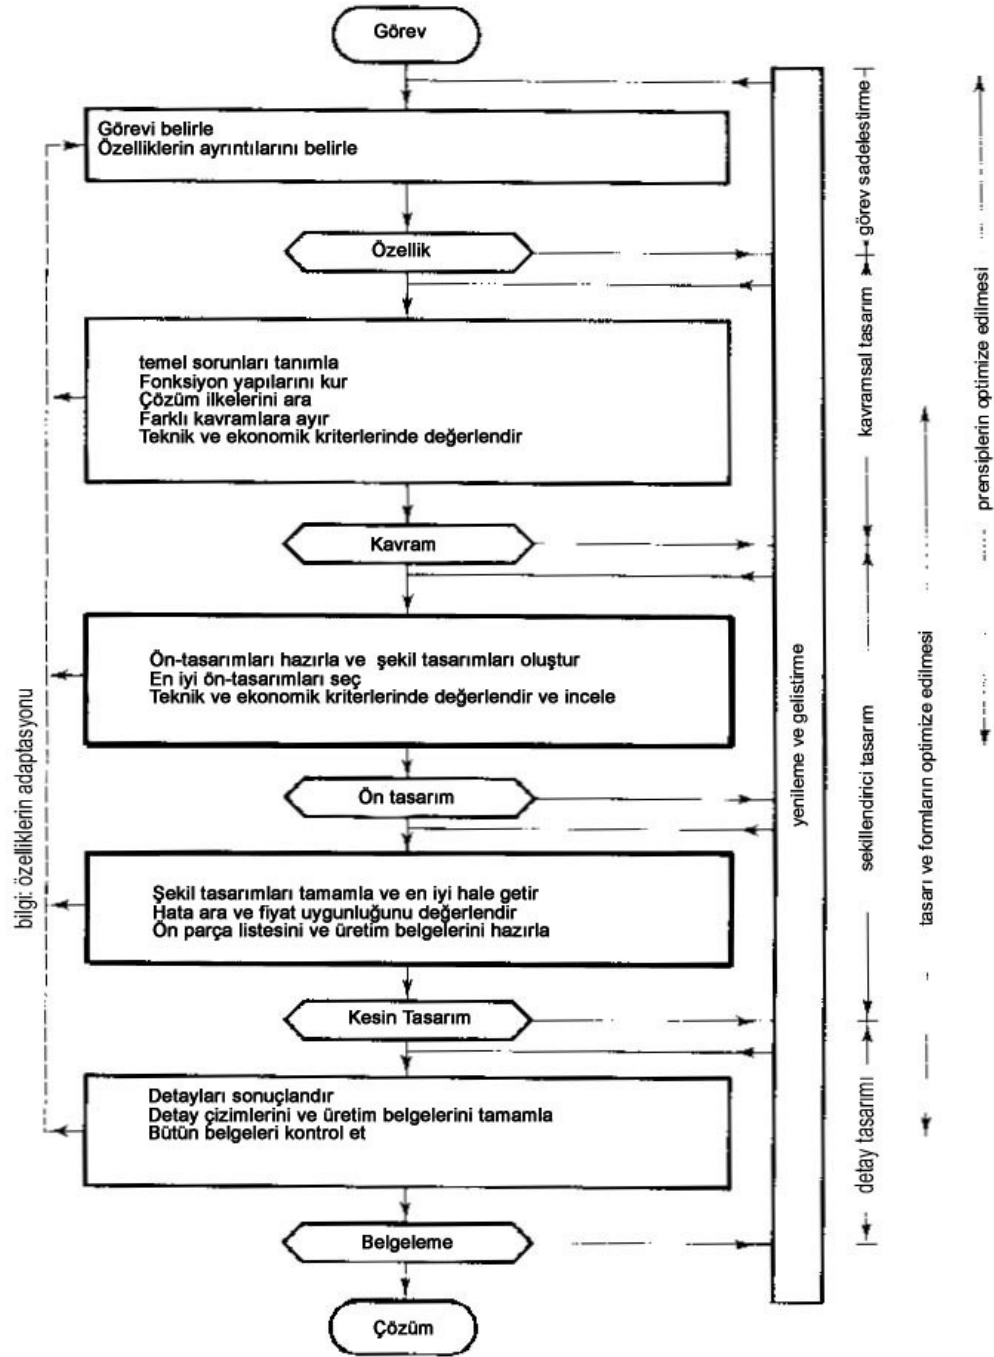 Görev
Görevi belirle
Özelliklerin ayrıntılarını belirle
Özellik
temel sorunları tanımla
Fonksiyon yapılarını kur
Çözüm ilkelerini ara
Farklı kavramlara ayır
Teknik ve ekonomik kriterlerinde değerlendir
Kavram
Ön-tasarımları hazırla ve şekil tasarımları oluştur
En iyi ön-tasarımları seç
Teknik ve ekonomik kriterlerinde değerlendir ve incele
Ön tasarım
Şekil tasarımları tamamla ve en iyi hale getir
Hata ara ve fiyat uygunluğunu değerlendir
Ön parça listesini ve üretim belgelerini hazırla
Kesin Tasarım
Detayları sonuçlandır
Detay çizimlerini ve üretim belgelerini tamamla
Bütün belgeleri kontrol et
Belgeleme
Çözüm
bilgi: özelliklerin adaptasyonu
yenileme ve gelistirme
görev sadelestirme
kavramsal tasarım
sekillendirici tasarım
detay tasarımı
tasarı ve formların optimize edilmesi
prensiplerin optimize edilmesi